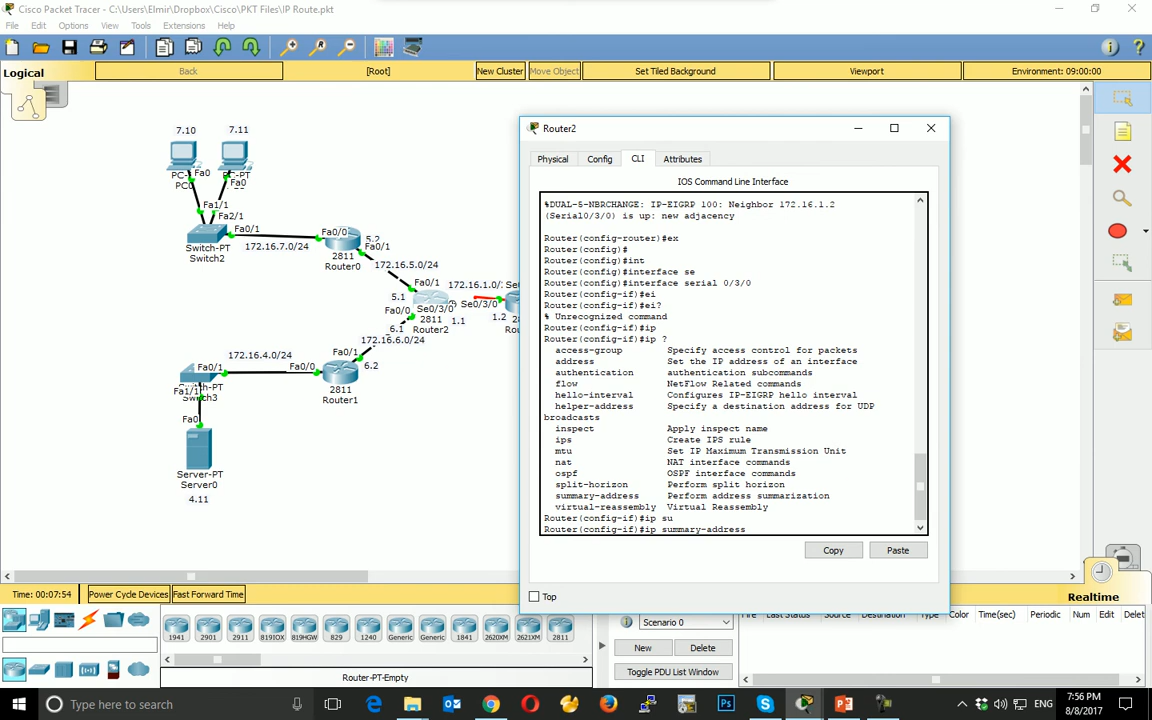 Cisco Packet Tracer - C:\Users\Elmir\Dropbox\Cisco\PKT Files\IP Route.pkt
File Edit Options View Tools Extensions Help
Logical
Back
[Root]
New Cluster
Move Object
Set Tiled Background
Viewport
Environment: 09:00:00
7.10
7.11
Fa0
PC0
Fa0
Fa1/1
Fa2/1
Fa0/1
Switch-PT
Switch2
172.16.7.0/24
Fa0/0
5.2
Fa0/1
2811
Router0
172.16.5.0/24
Fa0/1
5.1
172.16.1.0/
Se0/3/0
Se0/3/0
Fa0/0
2811
Router2
1.1
1.2
6.1
172.16.6.0/24
Fa0/1
6.2
172.16.4.0/24
Fa0/0
2811
Router1
Fa0/1
Switch3
Fa0
Server-PT
Server0
4.11
Router2
Physical
Config
CLI
Attributes
IOS Command Line Interface
%DUAL-5-NBRCHANGE: IP-EIGRP 100: Neighbor 172.16.1.2
(Serial0/3/0) is up: new adjacency
Router(config-router)#ex
Router(config)#
Router(config)#int
Router(config)#interface se
Router(config)#interface serial 0/3/0
Router(config-if)#ei
Router(config-if)#ei?
% Unrecognized command
Router(config-if)#ip
Router(config-if)#ip ?
access-group Specify access control for packets
address Set the IP address of an interface
authentication authentication subcommands
flow NetFlow Related commands
hello-interval Configures IP-EIGRP hello interval
helper-address Specify a destination address for UDP
broadcasts
inspect Apply inspect name
ips Create IPS rule
mtu Set IP Maximum Transmission Unit
nat NAT interface commands
ospf OSPF interface commands
split-horizon Perform split horizon
summary-address Perform address summarization
virtual-reassembly Virtual Reassembly
Router(config-if)#ip su
Router(config-if)#ip summary-address
Copy
Paste
Top
Time: 00:07:54
Power Cycle Devices
Fast Forward Time
Realtime
1941
2901
2911
819IOX
819HGW
829
1240
Generic
Generic
1841
2620XM
2621XM
2811
Router-PT-Empty
Scenario 0
New
Delete
Toggle PDU List Window
Fire Last Status Source Destination Type Color Time(sec) Periodic Num Edit Delet
Type here to search
ENG
7:56 PM
8/8/2017